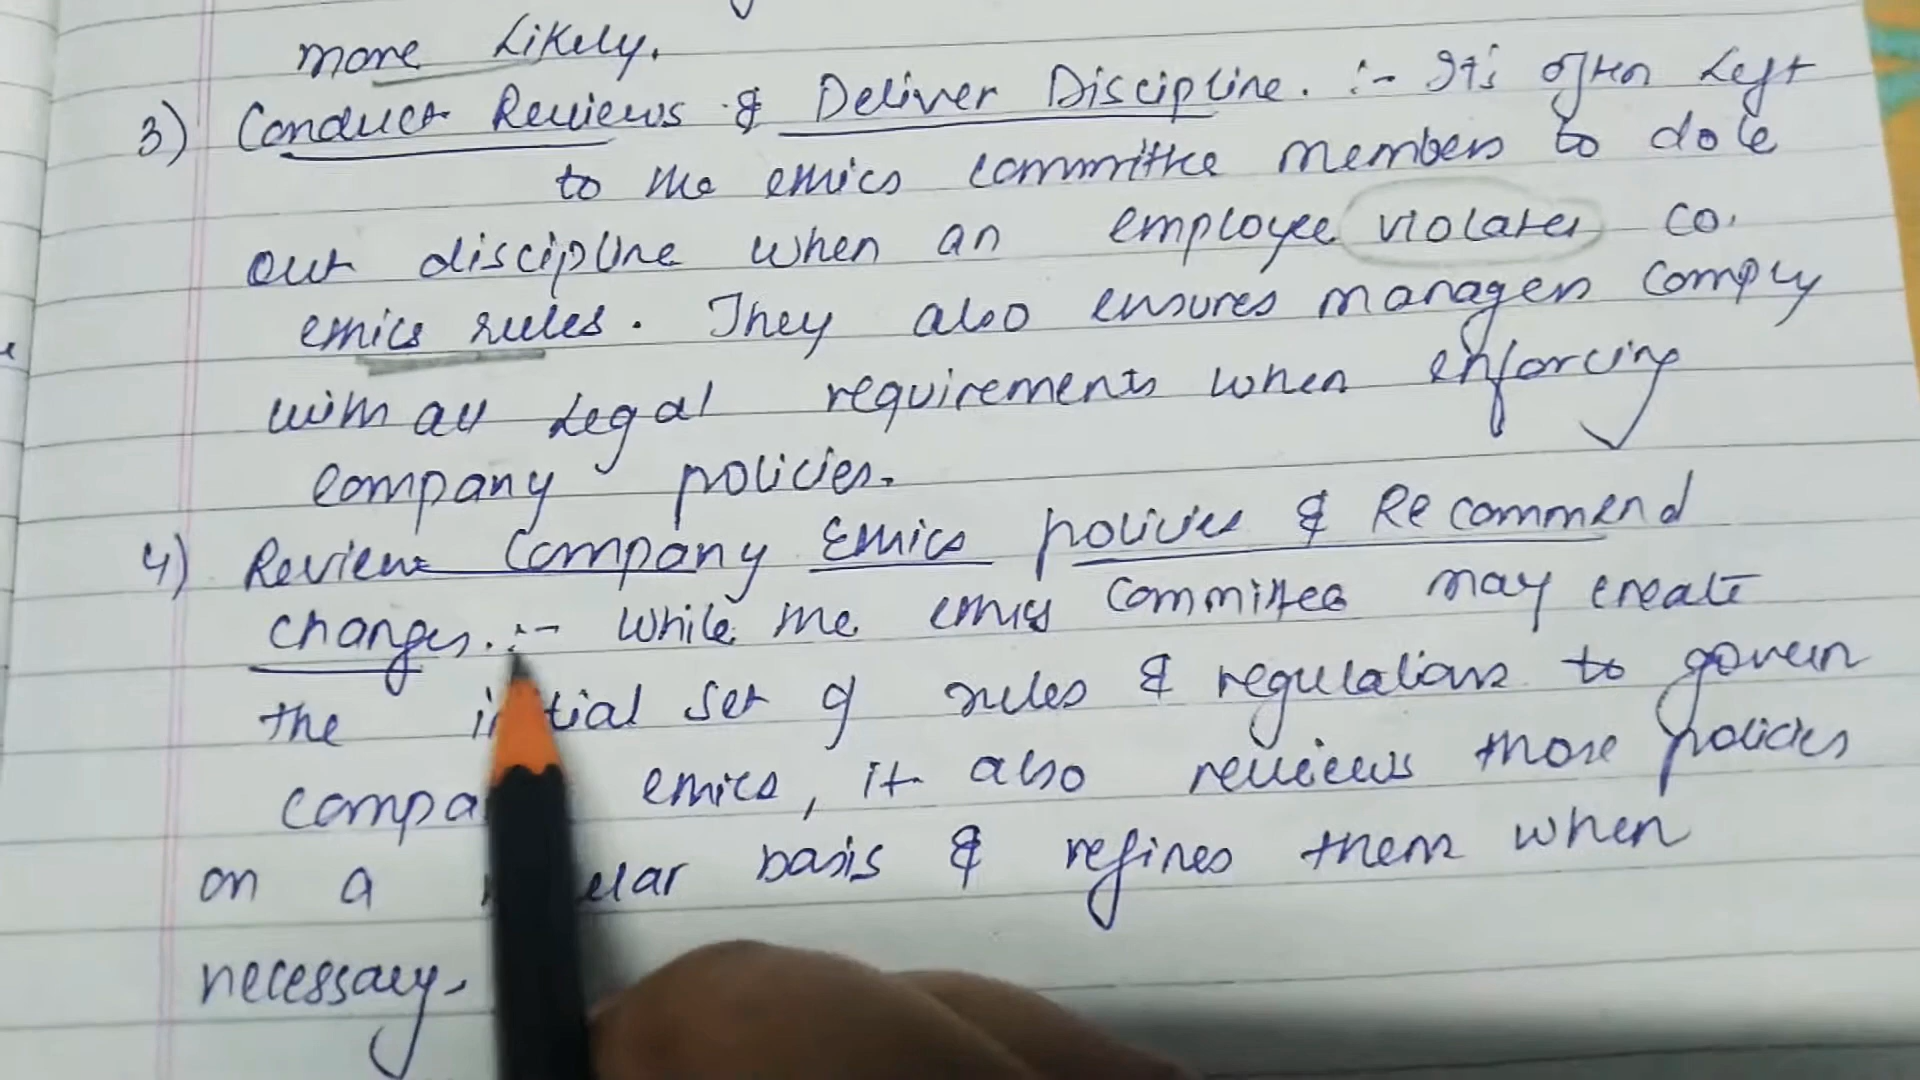 more Likely.
3) Conduct Reviews & Deliver Discipline. :- It's often Left
to the ethics committee members to dole
out discipline when an employee violates co.
ethics rules. They also ensures managers comply
with all Legal requirements when enforcing
company policies.
4) Review Company Ethics policies & Recommend
changes. :- While the ethics committee may create
the initial set of rules & regulations to govern
compa ethics, it also reviews those policies
on a ular basis & refines them when
necessary.